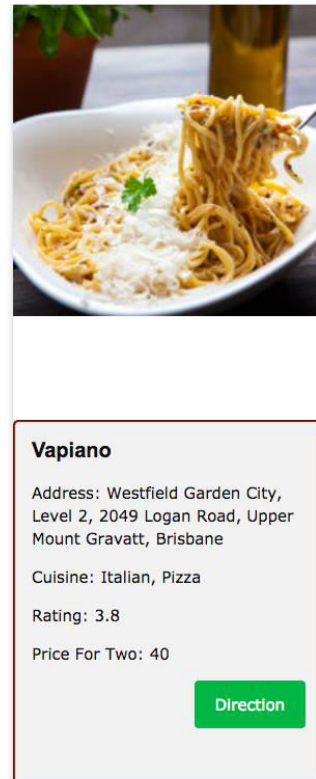 Vapiano
Address: Westfield Garden City,
Level 2, 2049 Logan Road, Upper
Mount Gravatt, Brisbane
Cuisine: Italian, Pizza
Rating: 3.8
Price For Two: 40
Direction